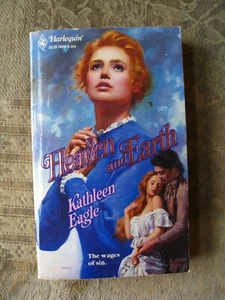 Harlequin
Heaven
and Earth
Kathleen
Eagle
The wages
of sin.